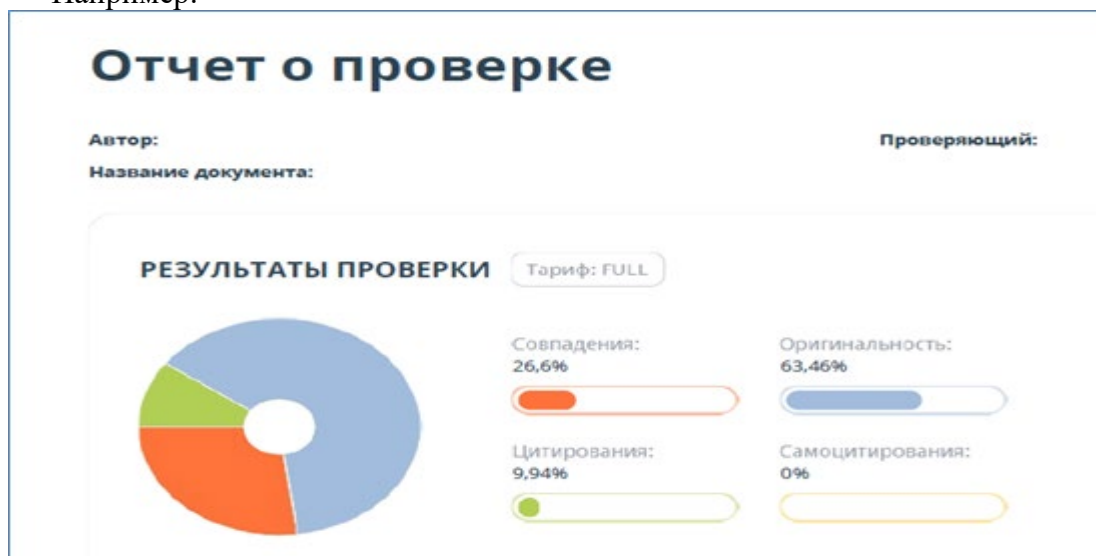 Например:
Отчет о проверке
Автор:
Проверяющий:
Название документа:
РЕЗУЛЬТАТЫ ПРОВЕРКИ
Тариф: FULL
Совпадения:
26,6%
Оригинальность:
63,46%
Цитирования:
9,94%
Самоцитирования:
0%